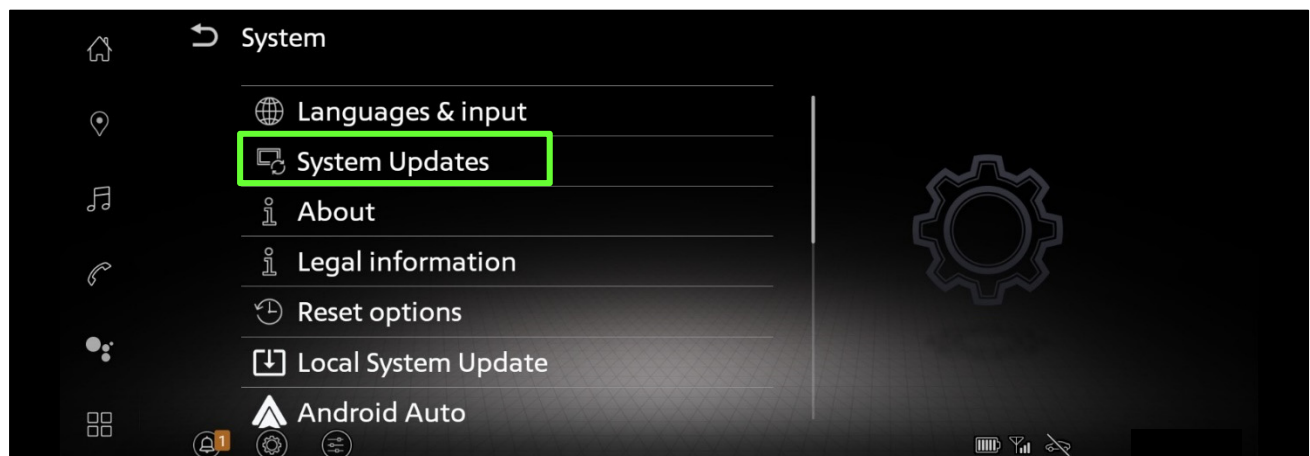 System
Languages & input
System Updates
About
Legal information
Reset options
Local System Update
Android Auto
1